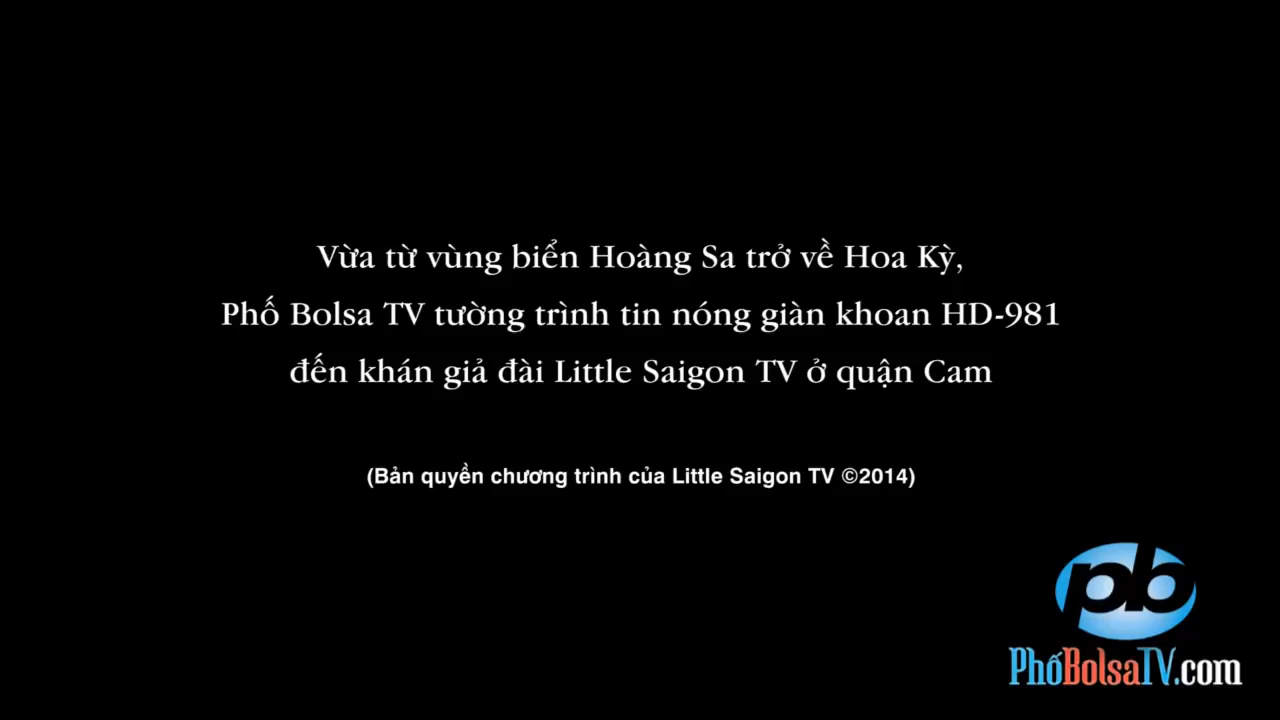 Vừa từ vùng biển Hoàng Sa trở về Hoa Kỳ,
Phố Bolsa TV tường trình tin nóng giàn khoan HD-981
đến khán giả đài Little Saigon TV ở quận Cam
(Bản quyền chương trình của Little Saigon TV ©2014)
pb
PhốBolsaTV.com